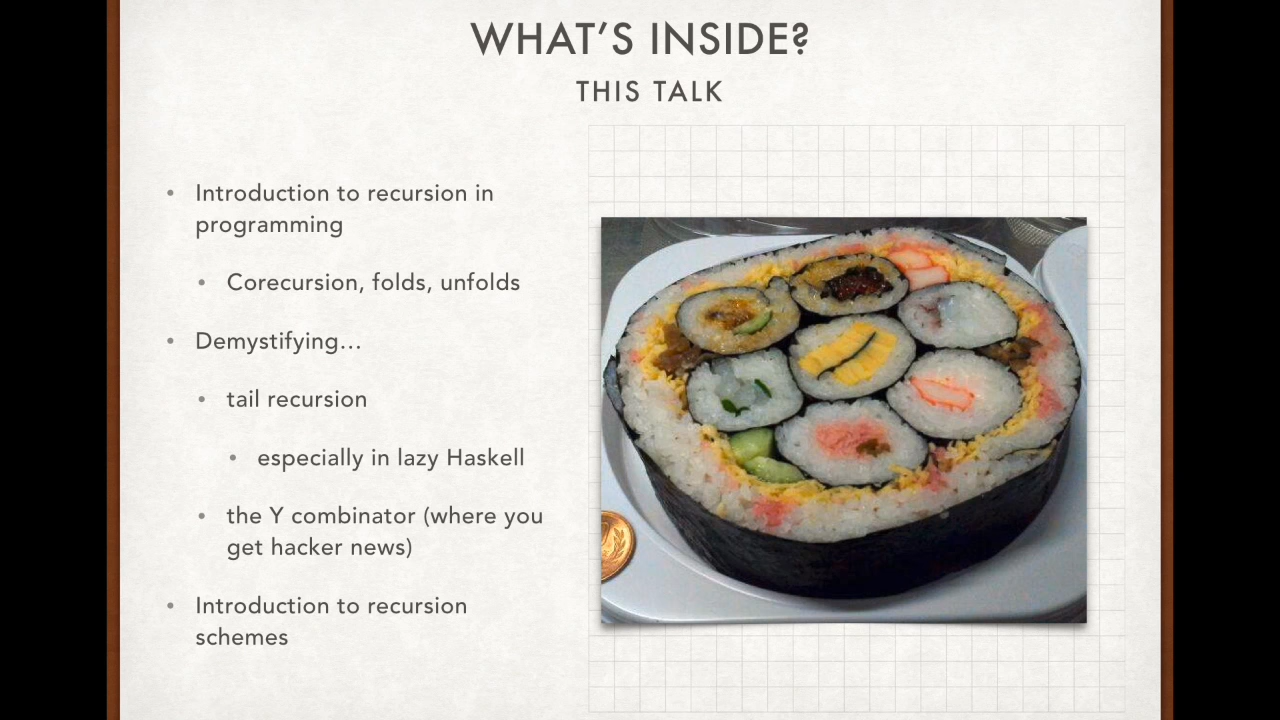 WHAT’S INSIDE?
THIS TALK
• Introduction to recursion in
programming
• Corecursion, folds, unfolds
• Demystifying…
• tail recursion
• especially in lazy Haskell
• the Y combinator (where you
get hacker news)
• Introduction to recursion
schemes